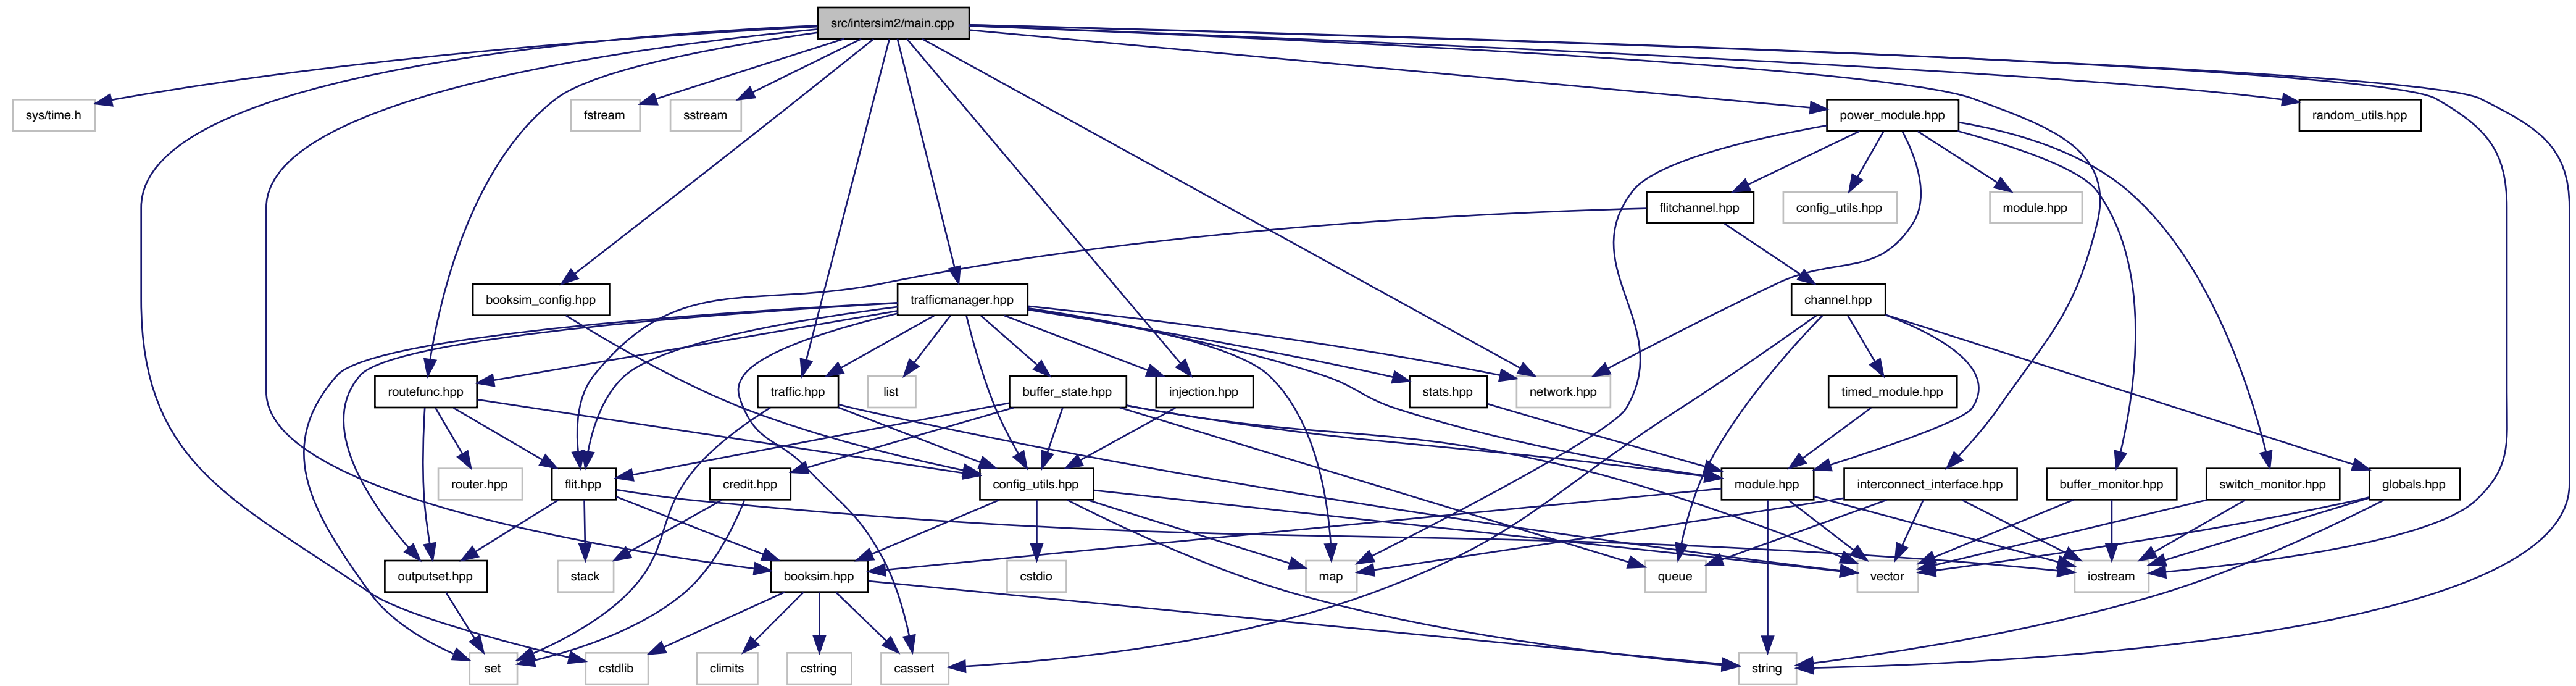 src/intersim2/main.cpp
sys/time.h
fstream
sstream
power_module.hpp
random_utils.hpp
flitchannel.hpp
config_utils.hpp
module.hpp
booksim_config.hpp
trafficmanager.hpp
channel.hpp
routefunc.hpp
traffic.hpp
list
buffer_state.hpp
injection.hpp
stats.hpp
network.hpp
timed_module.hpp
router.hpp
flit.hpp
credit.hpp
config_utils.hpp
module.hpp
interconnect_interface.hpp
buffer_monitor.hpp
switch_monitor.hpp
globals.hpp
outputset.hpp
stack
booksim.hpp
cstdio
map
queue
vector
iostream
set
cstdlib
climits
cstring
cassert
string